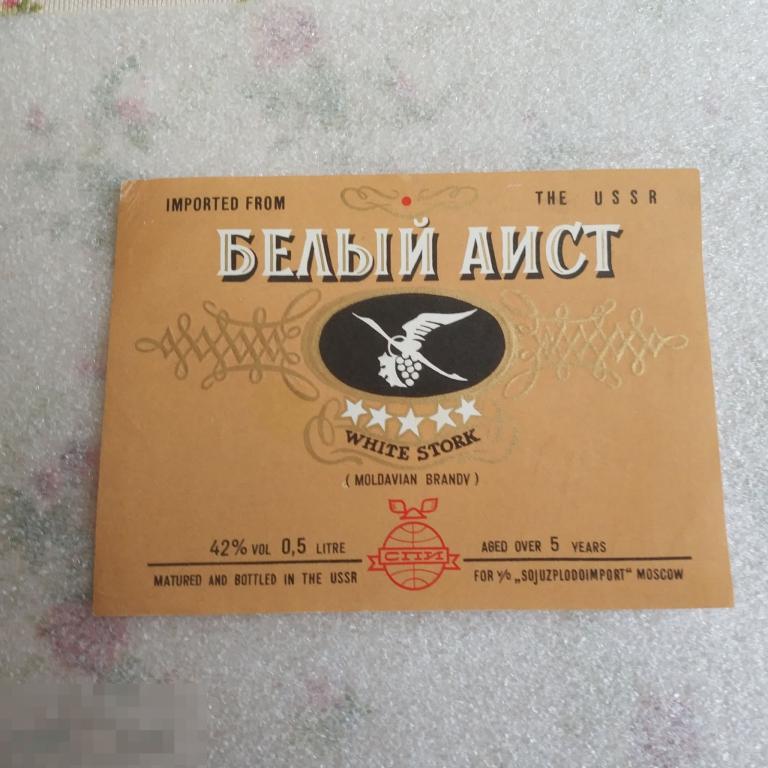 IMPORTED FROM THE USSR
БЕЛЫЙ АИСТ
WHITE STORK
(MOLDAVIAN BRANDY)
42% VOL 0,5 LITRE
СПИ
AGED OVER 5 YEARS
MATURED AND BOTTLED IN THE USSR
FOR V/O „SOJUZPLODOIMPORT“ MOSCOW